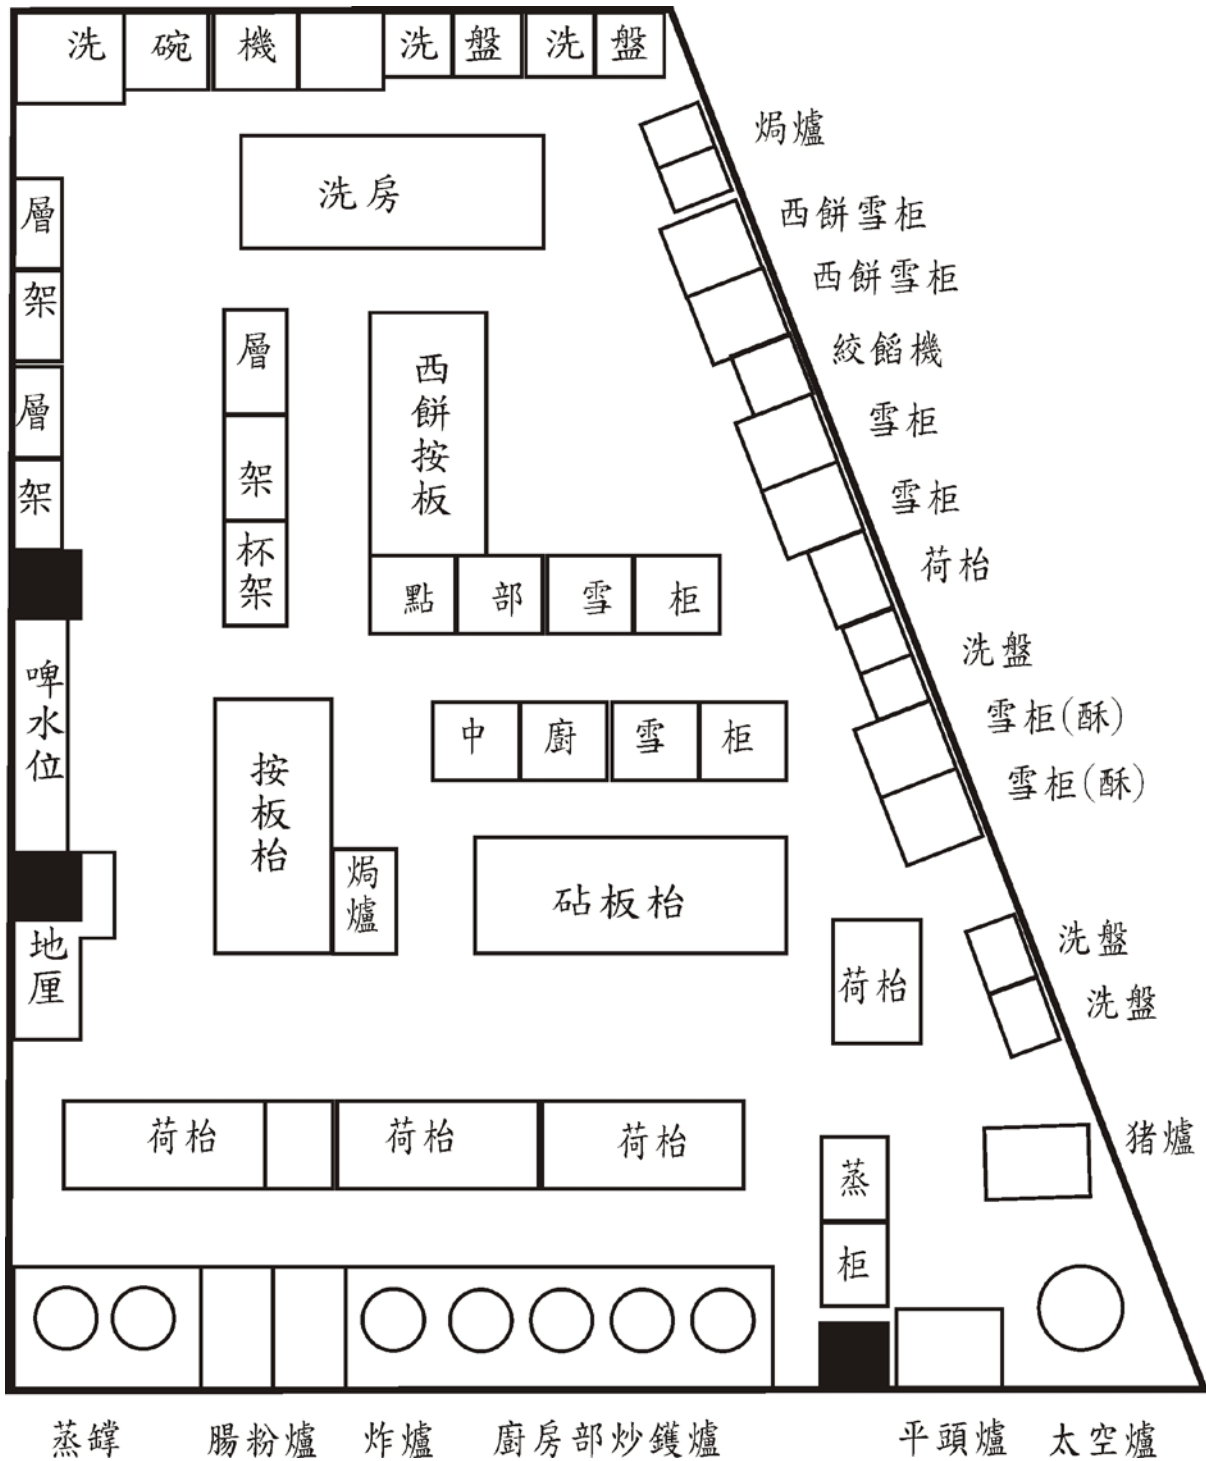 洗碗機
洗盤
洗盤
焗爐
洗房
西餅雪柜
層架
西餅雪柜
絞餡機
層架
西餅按板
層架
雪柜
雪柜
杯架
荷枱
點部雪柜
洗盤
啤水位
雪柜(酥)
中廚雪柜
按板枱
雪柜(酥)
焗爐
砧板枱
洗盤
地厘
荷枱
洗盤
荷枱
荷枱
荷枱
猪爐
蒸柜
蒸鐣
腸粉爐
炸爐
廚房部炒鑊爐
平頭爐
太空爐